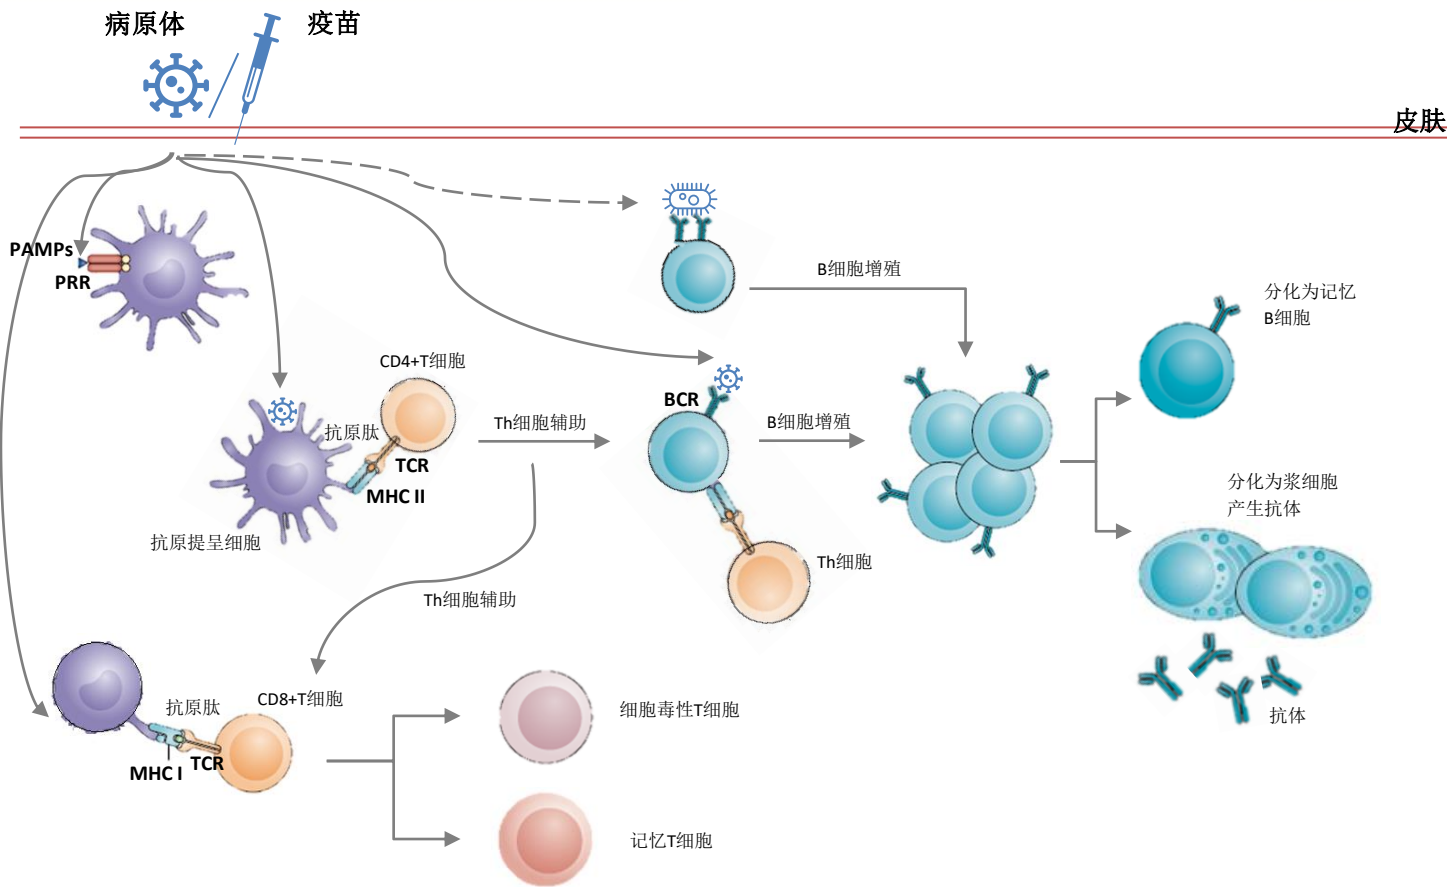 病原体
疫苗
皮肤
PAMPs
PRR
B细胞增殖
分化为记忆
B细胞
CD4+T细胞
抗原肽
TCR
MHC II
抗原提呈细胞
Th细胞辅助
BCR
B细胞增殖
Th细胞
分化为浆细胞
产生抗体
抗体
Th细胞辅助
CD8+T细胞
抗原肽
MHC I
TCR
细胞毒性T细胞
记忆T细胞